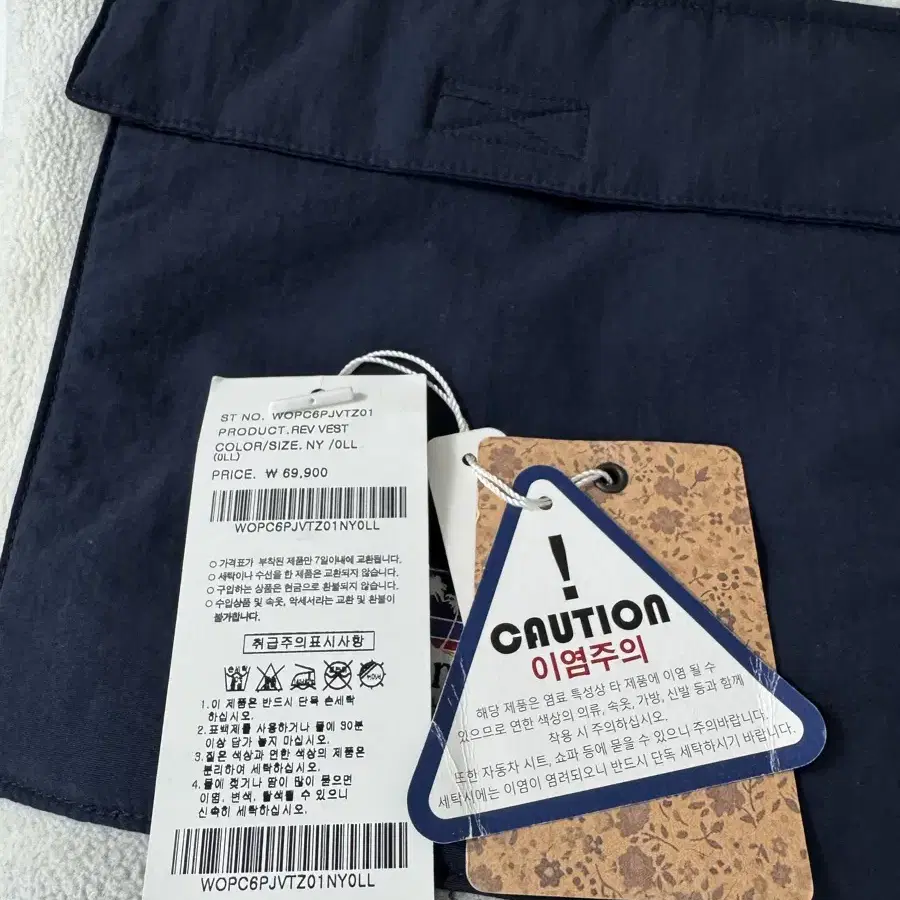 ST NO. WOPC6PJVTZ01
PRODUCT.REV VEST
COLOR/SIZE. NY /0LL
(0LL)
PRICE. ₩ 69,900
WOPC6PJVTZ01NY0LL
○ 가격표가 부착된 제품만 7일이내에 교환됩니다.
○ 세탁이나 수선을 한 제품은 교환되지 않습니다.
○ 구입하는 상품은 현금으로 환불되지 않습니다.
○ 수입상품 및 속옷, 악세서리는 교환 및 환불이
불가합니다.
취급주의표시사항
1.이 제품은 반드시 단독 손세탁
하십시오.
2.표백제를 사용하거나 물에 30분
이상 담가 놓지 마십시오.
3.짙은 색상과 연한 색상의 제품은
분리하여 세탁하십시오.
4.물에 젖거나 땀이 많이 묻으면
이염, 변색, 탈색될 수 있으니
신속히 세탁하십시오.
WOPC6PJVTZ01NY0LL
!
CAUTION
이염주의
해당 제품은 염료 특성상 타 제품에 이염 될 수
있으므로 연한 색상의 의류, 속옷, 가방, 신발 등과 함께
착용 시 주의하십시오.
또한 자동차 시트, 쇼파 등에 묻을 수 있으니 주의바랍니다.
세탁시에는 이염이 염려되오니 반드시 단독 세탁하시기 바랍니다.